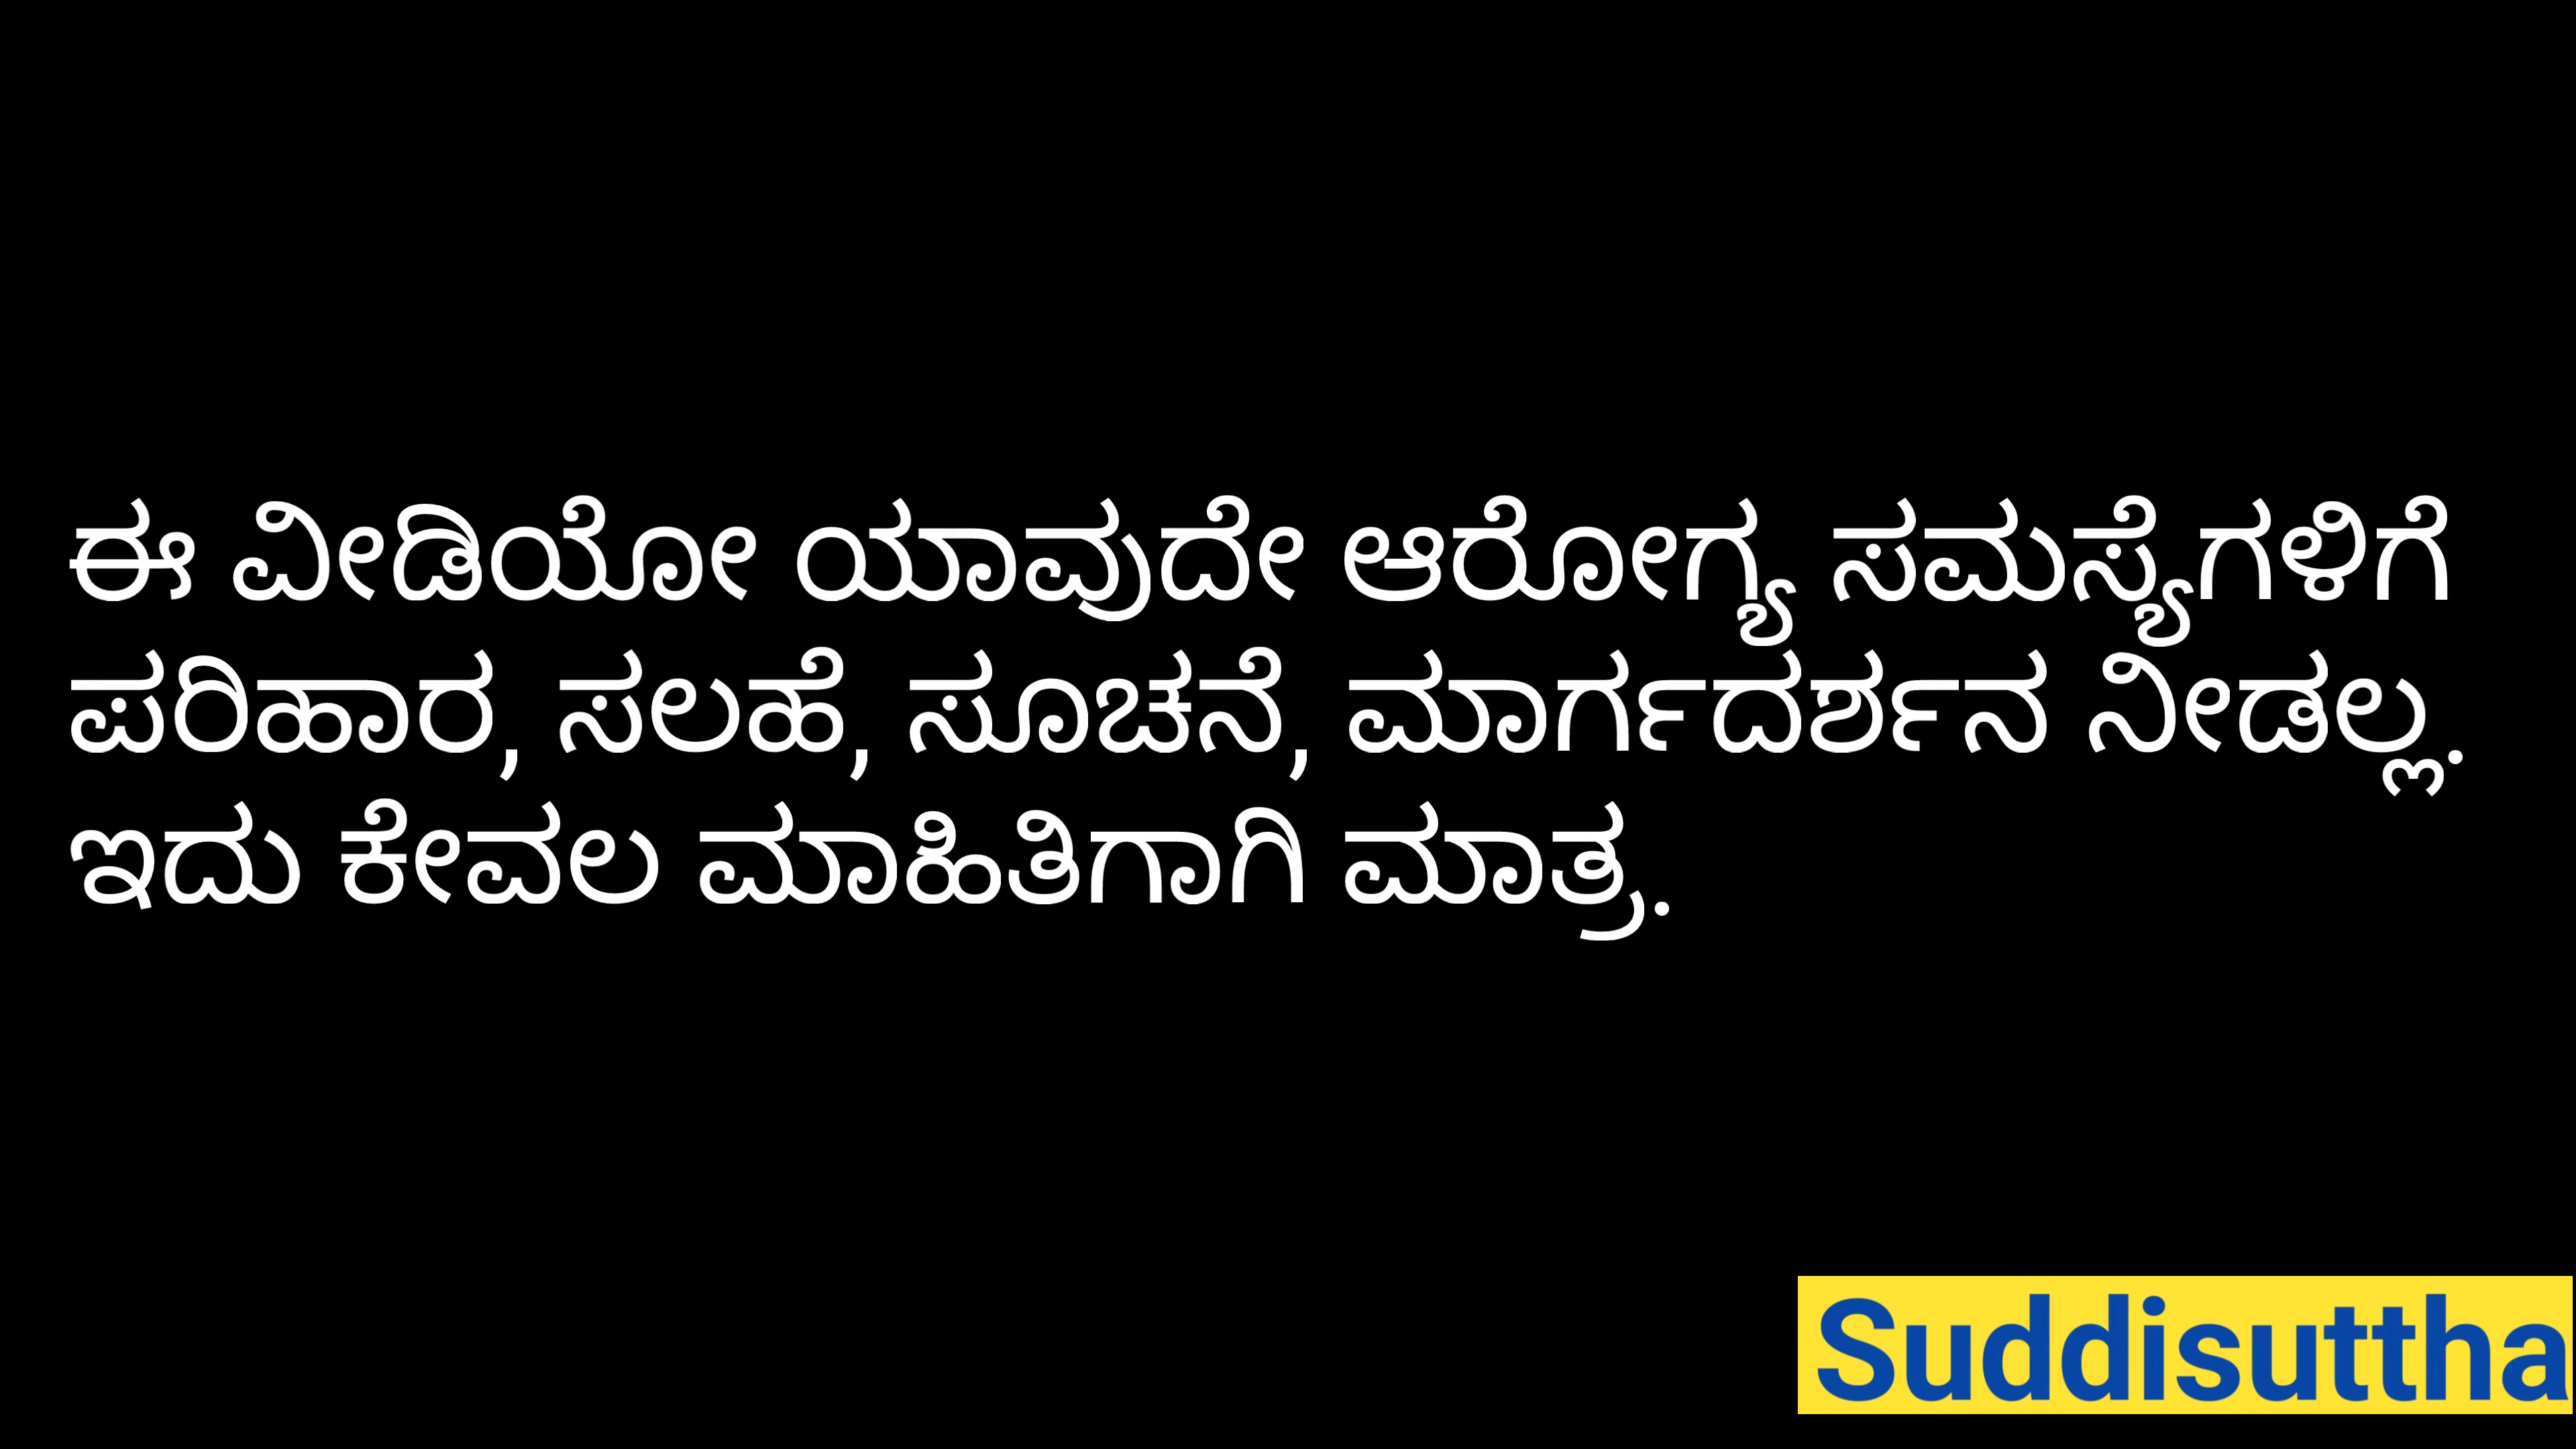 ಈ ವೀಡಿಯೋ ಯಾವುದೇ ಆರೋಗ್ಯ ಸಮಸ್ಯೆಗಳಿಗೆ
ಪರಿಹಾರ, ಸಲಹೆ, ಸೂಚನೆ, ಮಾರ್ಗದರ್ಶನ ನೀಡಲ್ಲ.
ಇದು ಕೇವಲ ಮಾಹಿತಿಗಾಗಿ ಮಾತ್ರ.
Suddisuttha